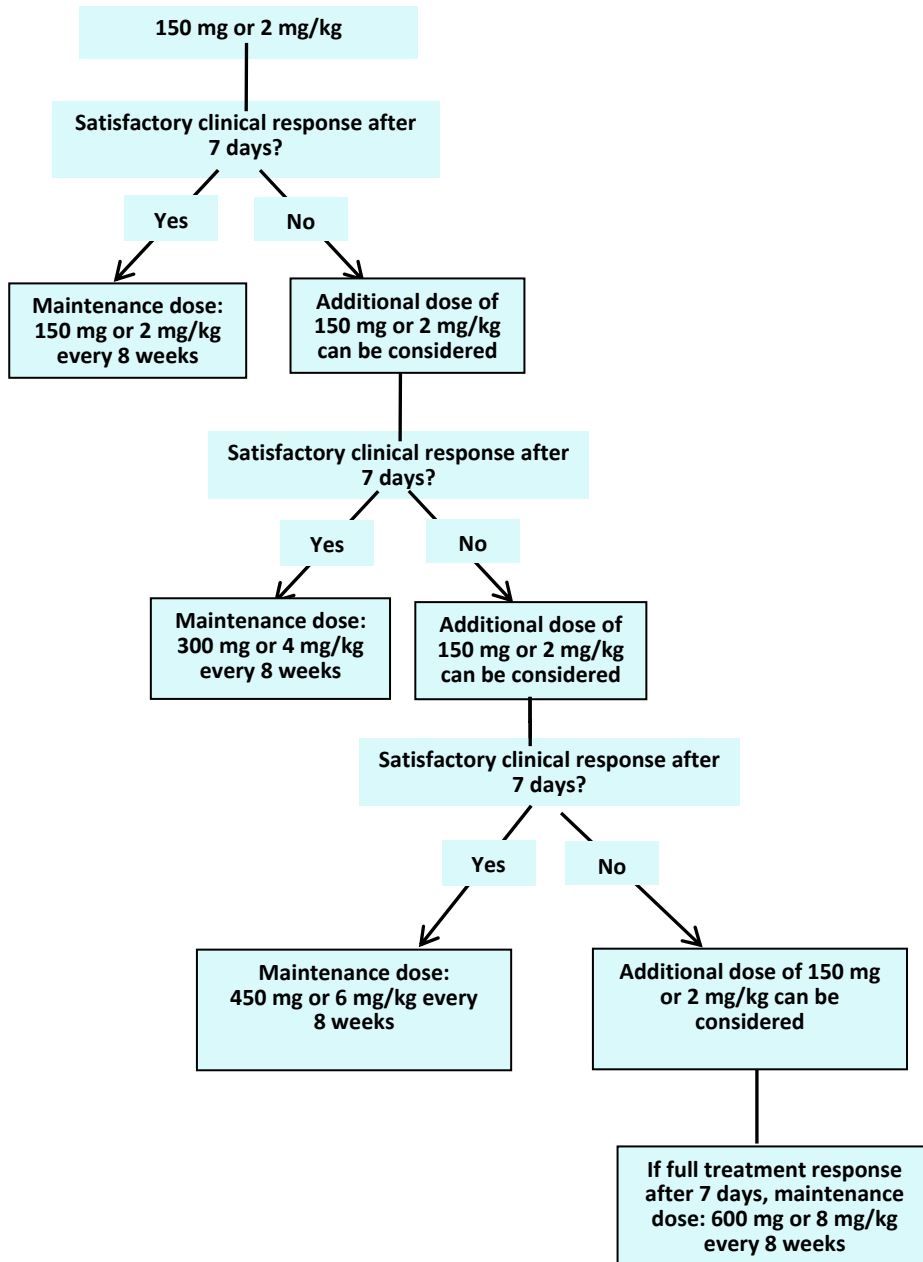 150 mg or 2 mg/kg
Satisfactory clinical response after
7 days?
Yes
No
Maintenance dose:
150 mg or 2 mg/kg
every 8 weeks
Additional dose of
150 mg or 2 mg/kg
can be considered
Satisfactory clinical response after
7 days?
Yes
No
Maintenance dose:
300 mg or 4 mg/kg
every 8 weeks
Additional dose of
150 mg or 2 mg/kg
can be considered
Satisfactory clinical response after
7 days?
Yes
No
Maintenance dose:
450 mg or 6 mg/kg every
8 weeks
Additional dose of 150 mg
or 2 mg/kg can be
considered
If full treatment response
after 7 days, maintenance
dose: 600 mg or 8 mg/kg
every 8 weeks